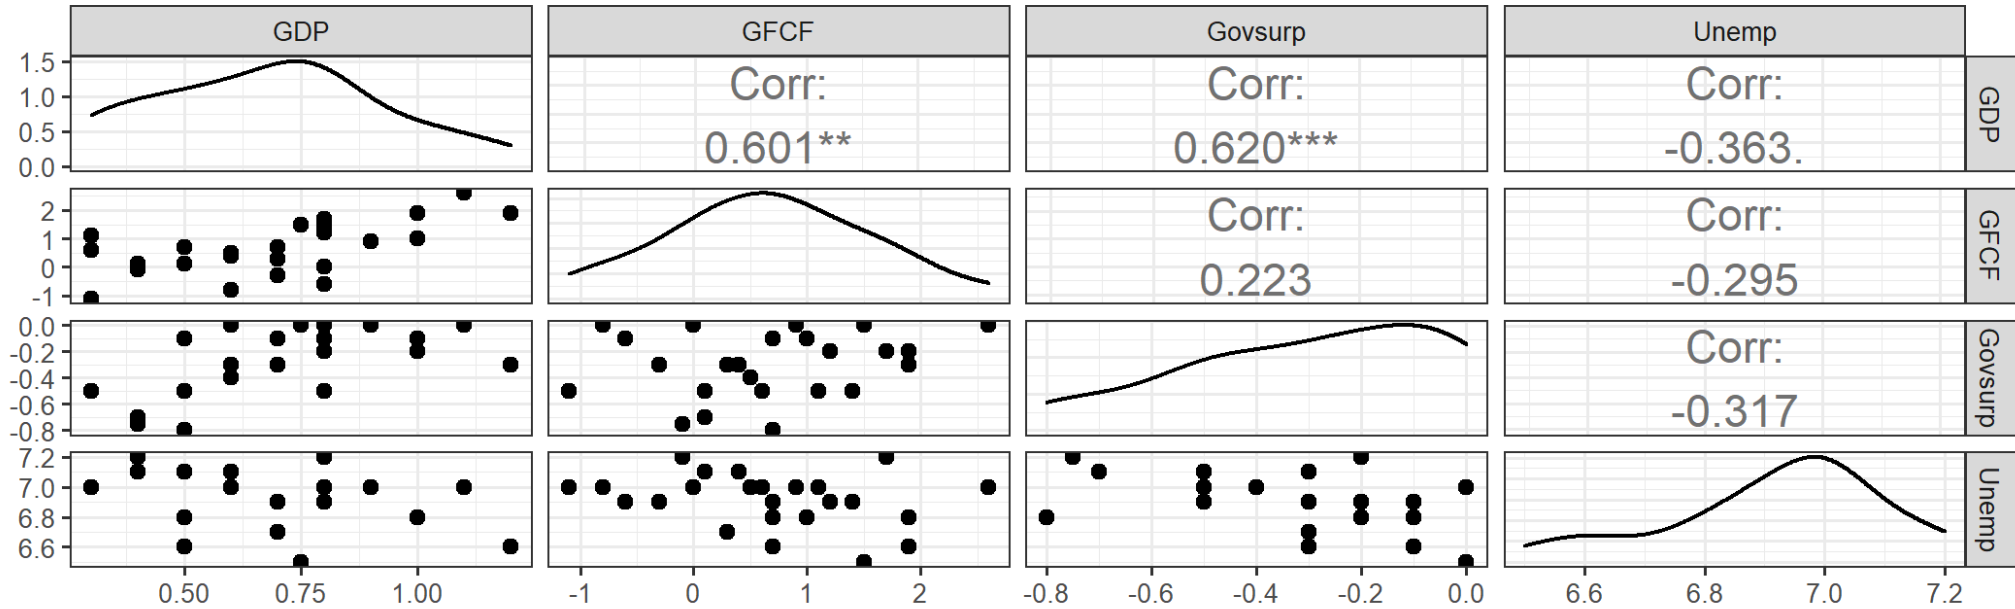 GDP GFCF Govsurp Unemp
1.5
1.0
0.5
0.0
Corr:
0.601**
Corr:
0.620***
Corr:
-0.363.
GDP
2
1
0
-1
Corr:
0.223
Corr:
-0.295
GFCF
0.0
-0.2
-0.4
-0.6
-0.8
Corr:
-0.317
Govsurp
7.2
7.0
6.8
6.6
Unemp
0.50 0.75 1.00 -1 0 1 2 -0.8 -0.6 -0.4 -0.2 0.0 6.6 6.8 7.0 7.2